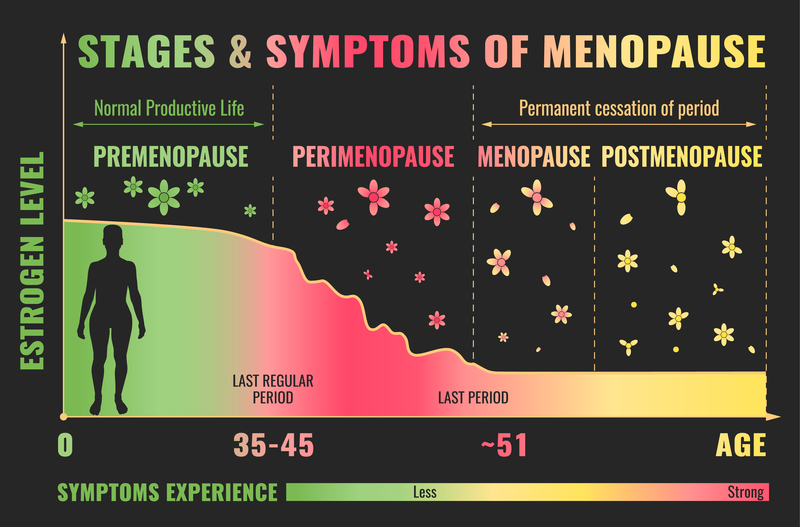 STAGES & SYMPTOMS OF MENOPAUSE
Normal Productive Life
Permanent cessation of period
PREMENOPAUSE
PERIMENOPAUSE
MENOPAUSE
POSTMENOPAUSE
ESTROGEN LEVEL
LAST REGULAR
PERIOD
LAST PERIOD
0
35-45
~51
AGE
SYMPTOMS EXPERIENCE
Less
Strong